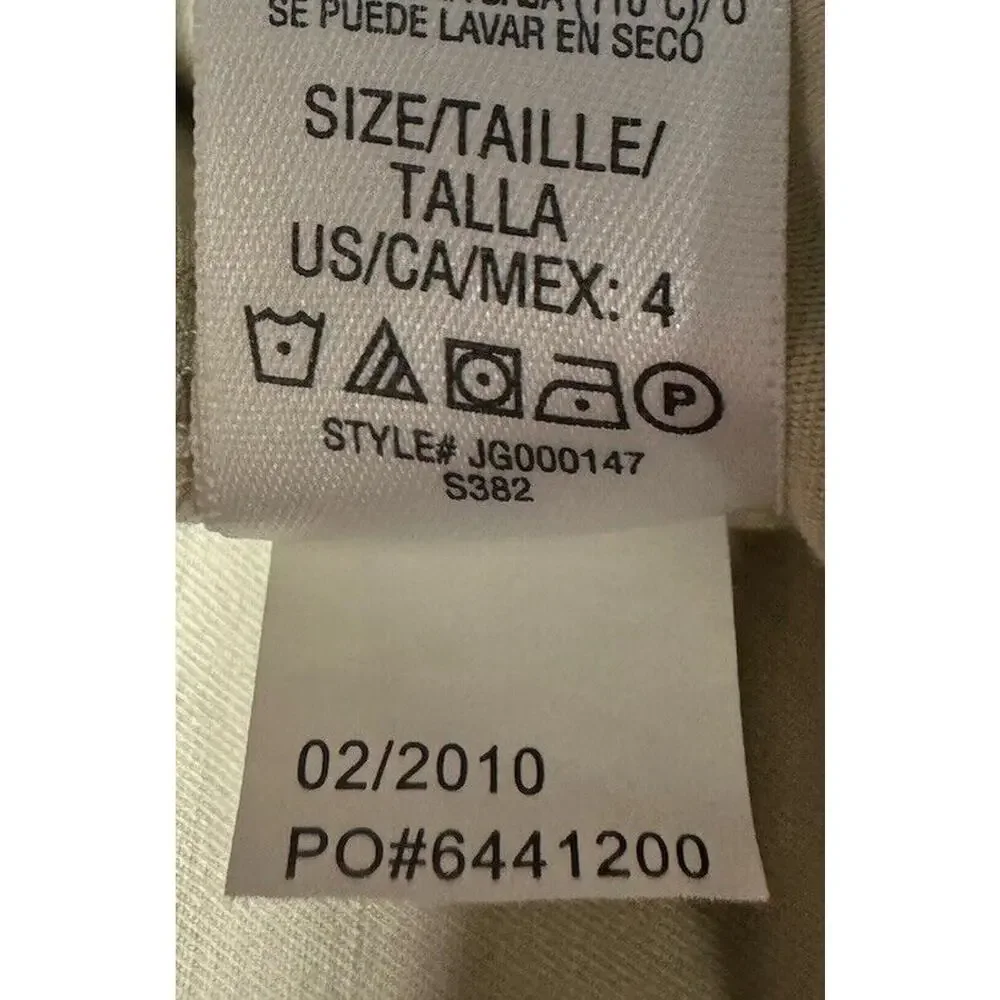 (110°C)/ O
SE PUEDE LAVAR EN SECO
SIZE/TAILLE/
TALLA
US/CA/MEX: 4
P
STYLE# JG000147
S382
02/2010
PO#6441200